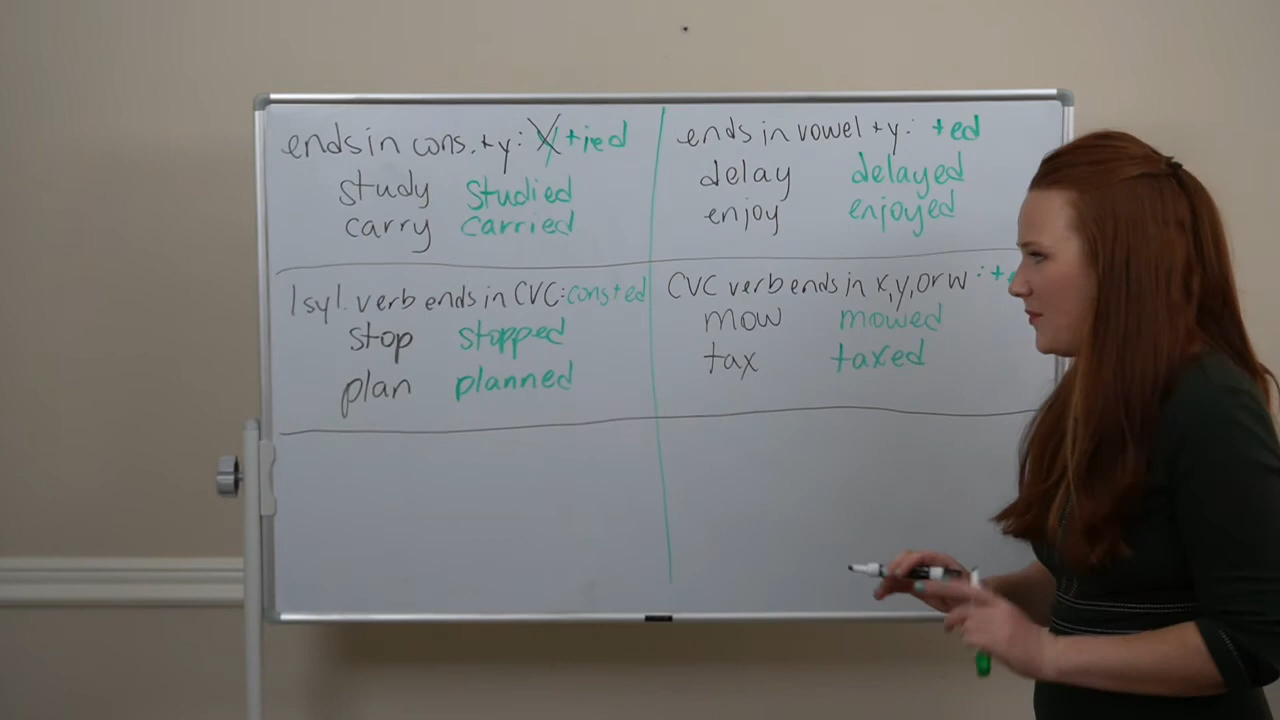 ends in cons. + y: y +ied
study studied
carry carried
ends in vowel + y: +ed
delay delayed
enjoy enjoyed
1 syl. verb ends in CVC: cons+ed
stop stopped
plan planned
CVC verb ends in x, y, or w :
mow mowed
tax taxed